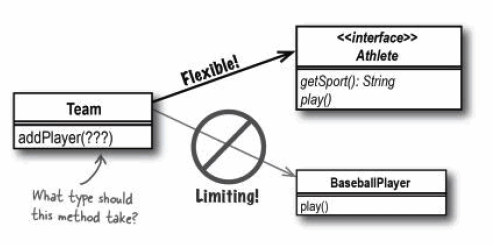 <<interface>>
Athlete
getSport(): String
play()
Flexible!
Team
addPlayer(???)
What type should
this method take?
Limiting!
BaseballPlayer
play()